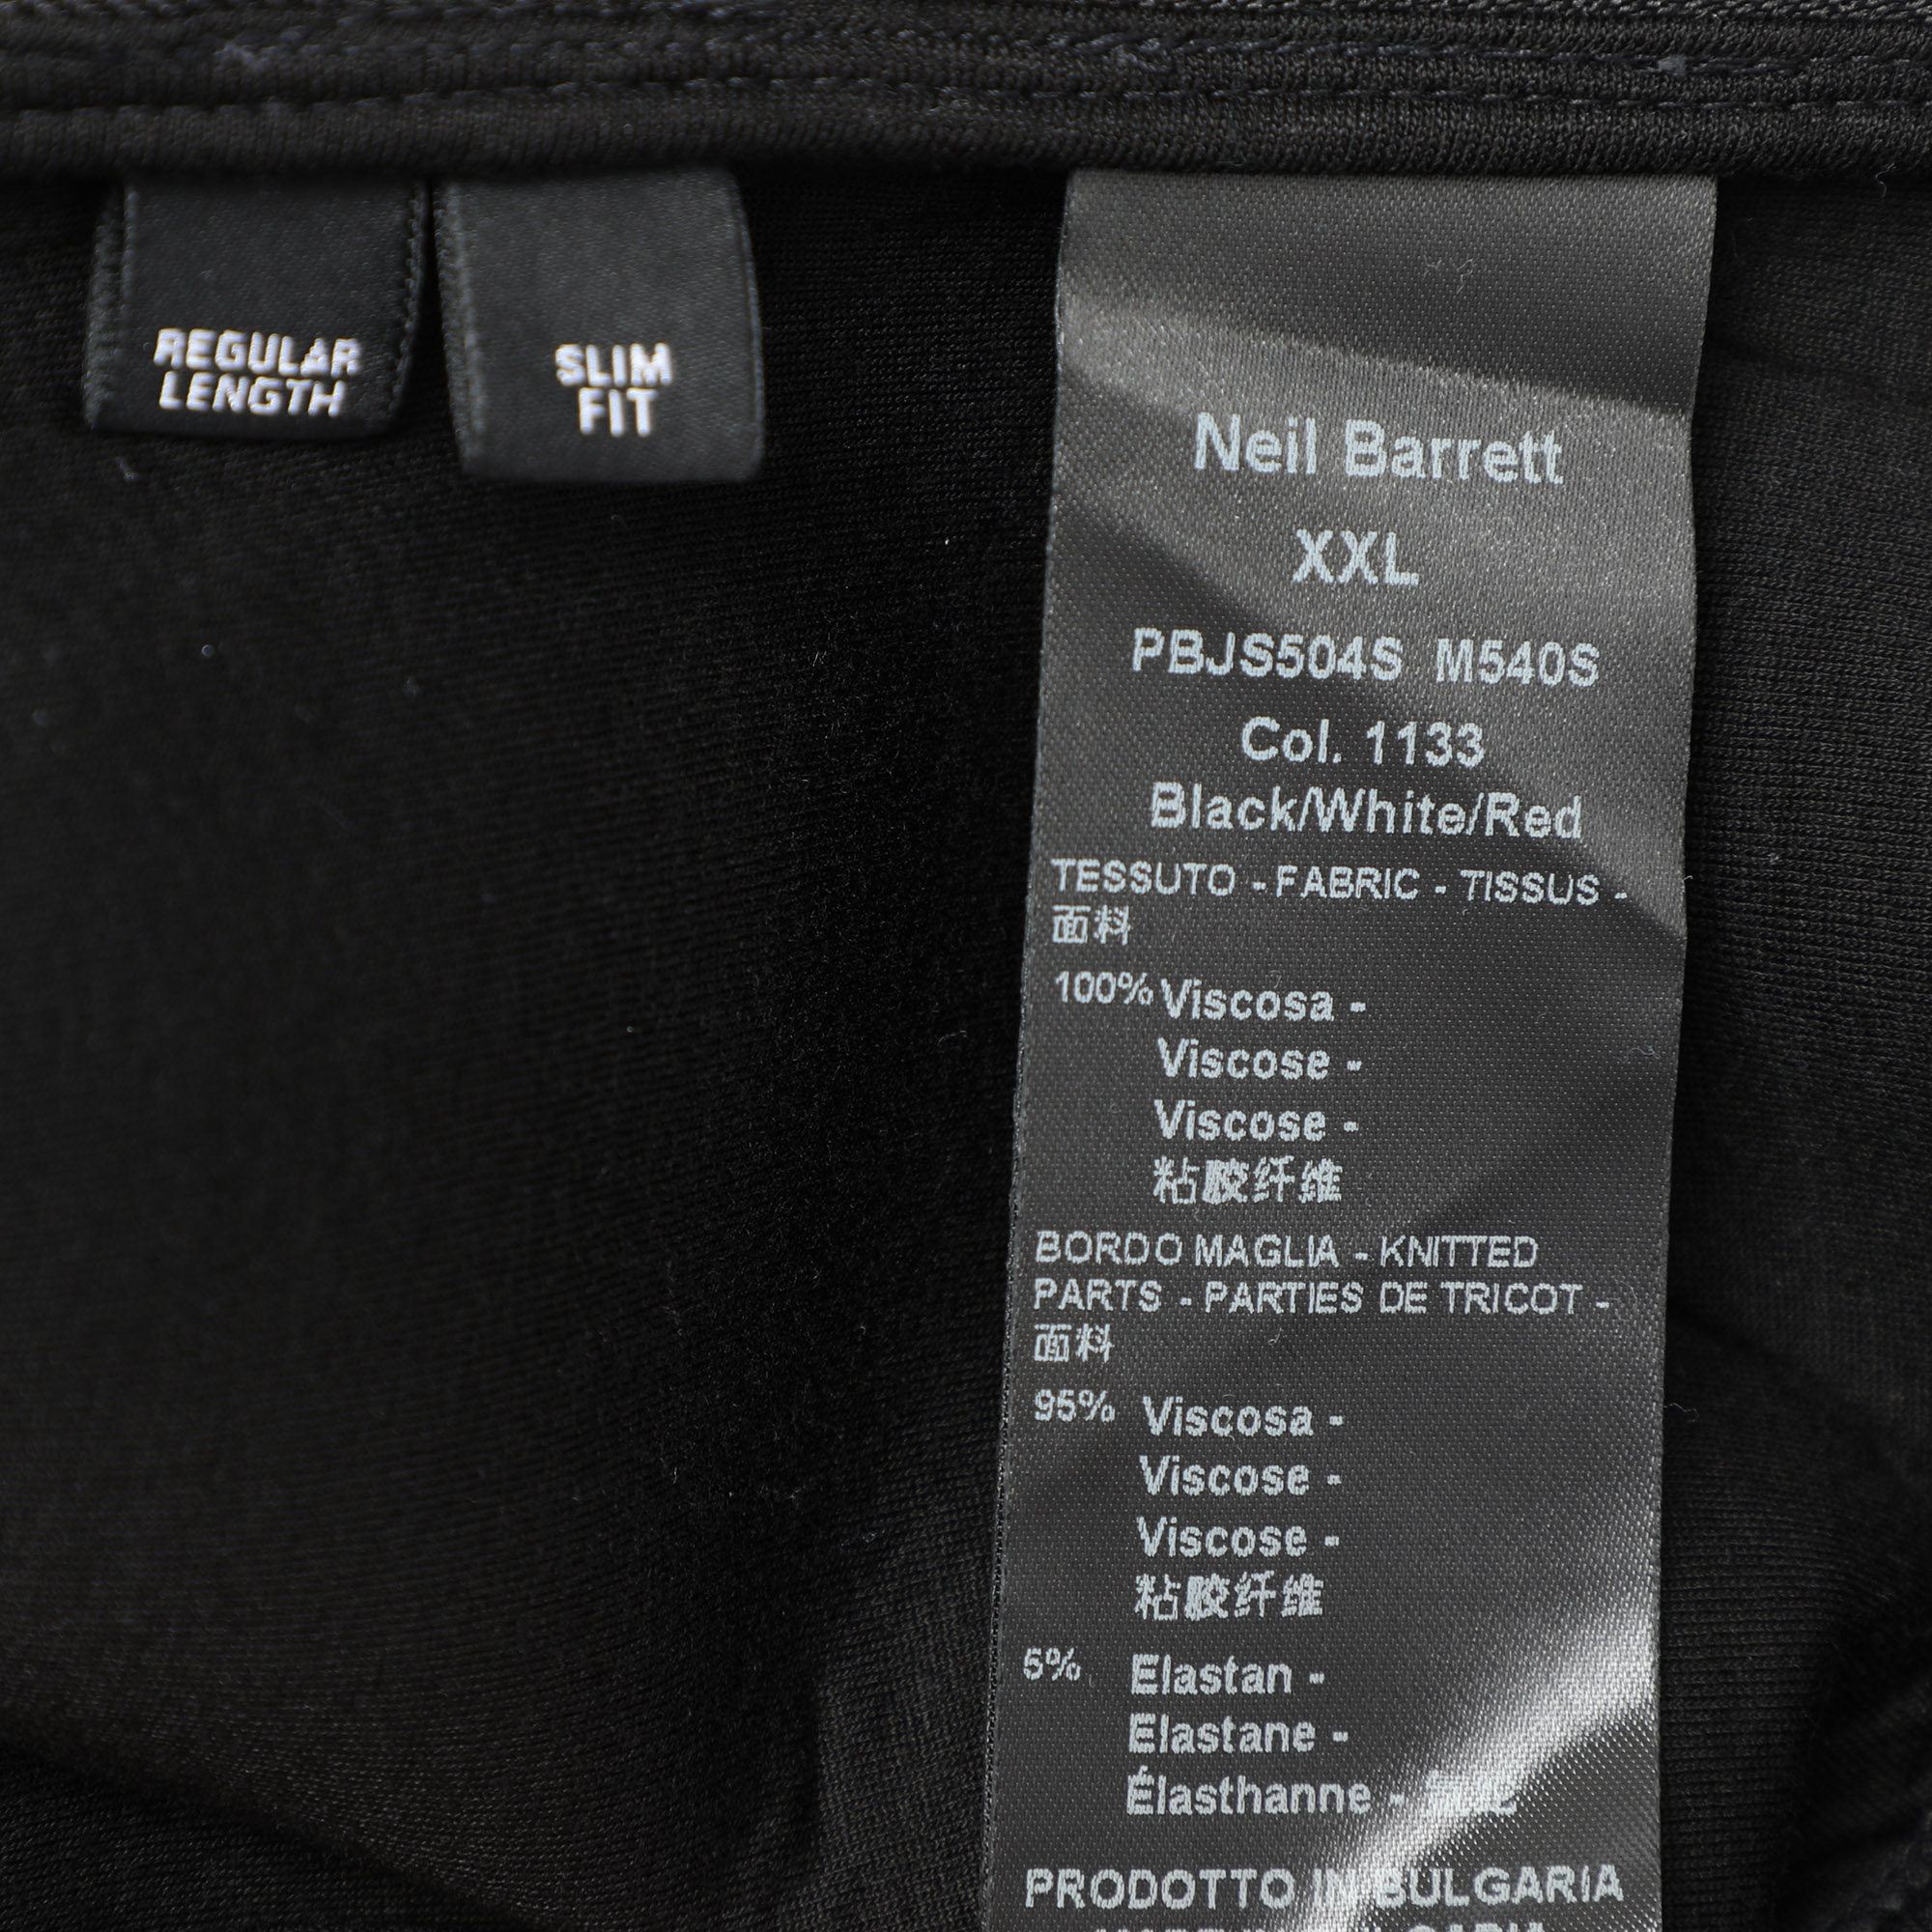 REGULAR
LENGTH
SLIM
FIT
Neil Barrett
XXL
PBJS504S M540S
Col. 1133
Black/White/Red
TESSUTO - FABRIC - TISSUS -
面料
100% Viscosa -
Viscose -
Viscose -
粘胶纤维
BORDO MAGLIA - KNITTED
PARTS - PARTIES DE TRICOT -
面料
95% Viscosa -
Viscose -
Viscose -
粘胶纤维
5% Elastan -
Elastane -
Élasthanne -
PRODOTTO IN BULGARIA